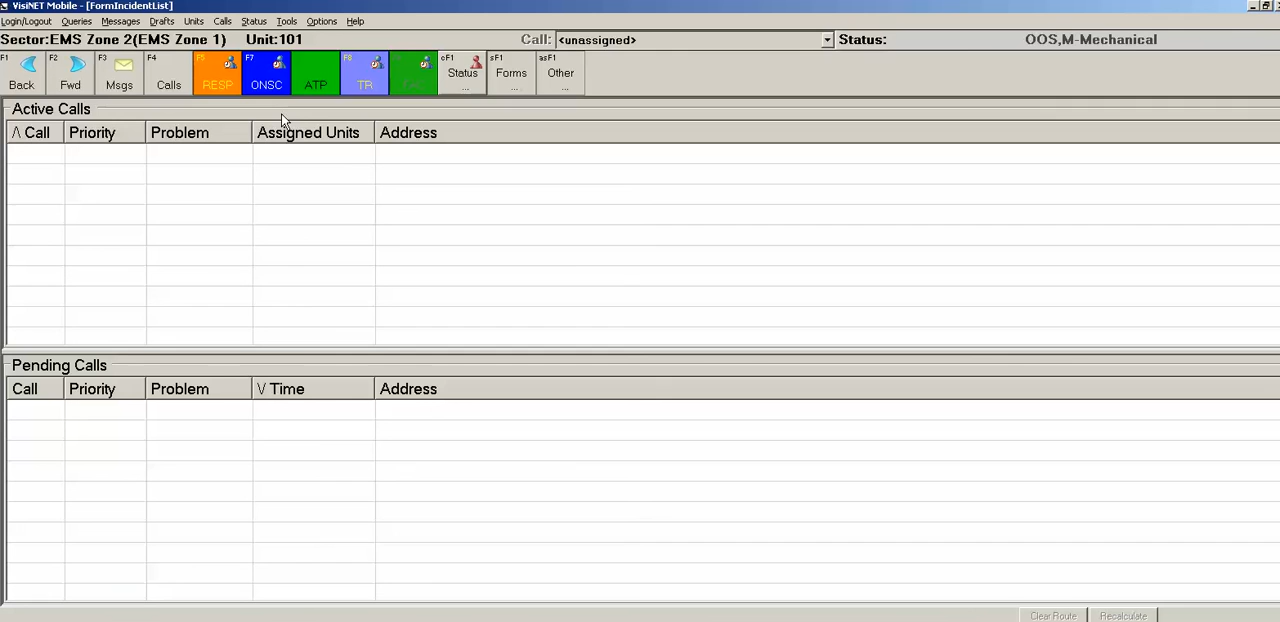 VisiNET Mobile - [FormIncidentList]
Login/Logout Queries Messages Drafts Units Calls Status Tools Options Help
Sector:EMS Zone 2(EMS Zone 1) Unit:101 Call: <unassigned> Status: OOS,M-Mechanical
F1 F2 F3 F4 F5 F7 F8 cF1 sF1 asF1
Back Fwd Msgs Calls RESP ONSC ATP TR Status ... Forms ... Other ...
Active Calls
/\ Call Priority Problem Assigned Units Address
Pending Calls
Call Priority Problem \/ Time Address
Clear Route Recalculate